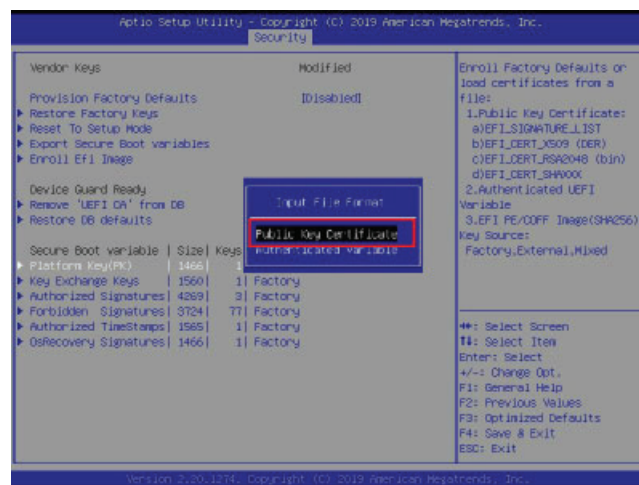 Aptio Setup Utility - Copyright (C) 2019 American Megatrends, Inc.
Security
Vendor Keys Modified
Provision Factory Defaults [Disabled]
Restore Factory Keys
Reset To Setup Mode
Export Secure Boot variables
Enroll Efi Image
Device Guard Ready
Remove 'UEFI CA' from DB
Restore DB defaults
Secure Boot variable | Size| Keys
Platform Key(PK) | 1466| 1
Key Exchange Keys | 1560| 1| Factory
Authorized Signatures| 4269| 3| Factory
Forbidden Signatures| 3724| 77| Factory
Authorized TimeStamps| 1565| 1| Factory
OsRecovery Signatures| 1466| 1| Factory
Input File Format
Public Key Certificate
Authenticated Variable
Enroll Factory Defaults or
load certificates from a
file:
1.Public Key Certificate:
a)EFI_SIGNATURE_LIST
b)EFI_CERT_X509 (DER)
c)EFI_CERT_RSA2048 (bin)
d)EFI_CERT_SHAXXX
2.Authenticated UEFI
Variable
3.EFI PE/COFF Image(SHA256)
Key Source:
Factory,External,Mixed
↔: Select Screen
↑↓: Select Item
Enter: Select
+/-: Change Opt.
F1: General Help
F2: Previous Values
F3: Optimized Defaults
F4: Save & Exit
ESC: Exit
Version 2.20.1274. Copyright (C) 2019 American Megatrends, Inc.